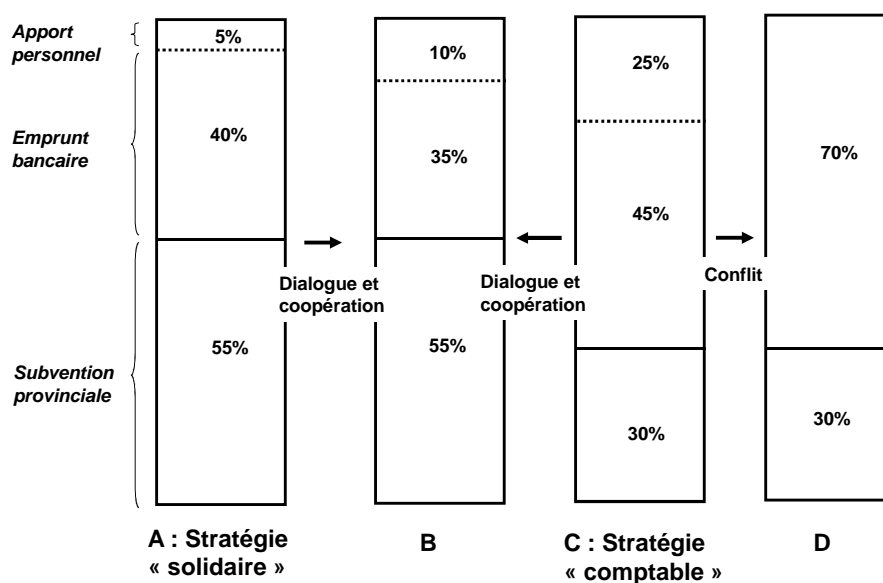 Apport
personnel
Emprunt
bancaire
Subvention
provinciale
5%
40%
55%
10%
35%
55%
25%
45%
30%
70%
30%
Dialogue et
coopération
Dialogue et
coopération
Conflit
A : Stratégie
« solidaire »
B
C : Stratégie
« comptable »
D